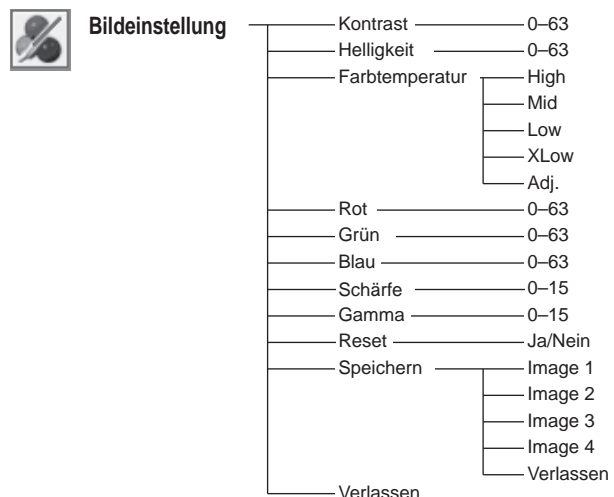 Bildeinstellung Kontrast 0–63
Helligkeit 0–63
Farbtemperatur High
Mid
Low
XLow
Adj.
Rot 0–63
Grün 0–63
Blau 0–63
Schärfe 0–15
Gamma 0–15
Reset Ja/Nein
Speichern Image 1
Image 2
Image 3
Image 4
Verlassen
Verlassen